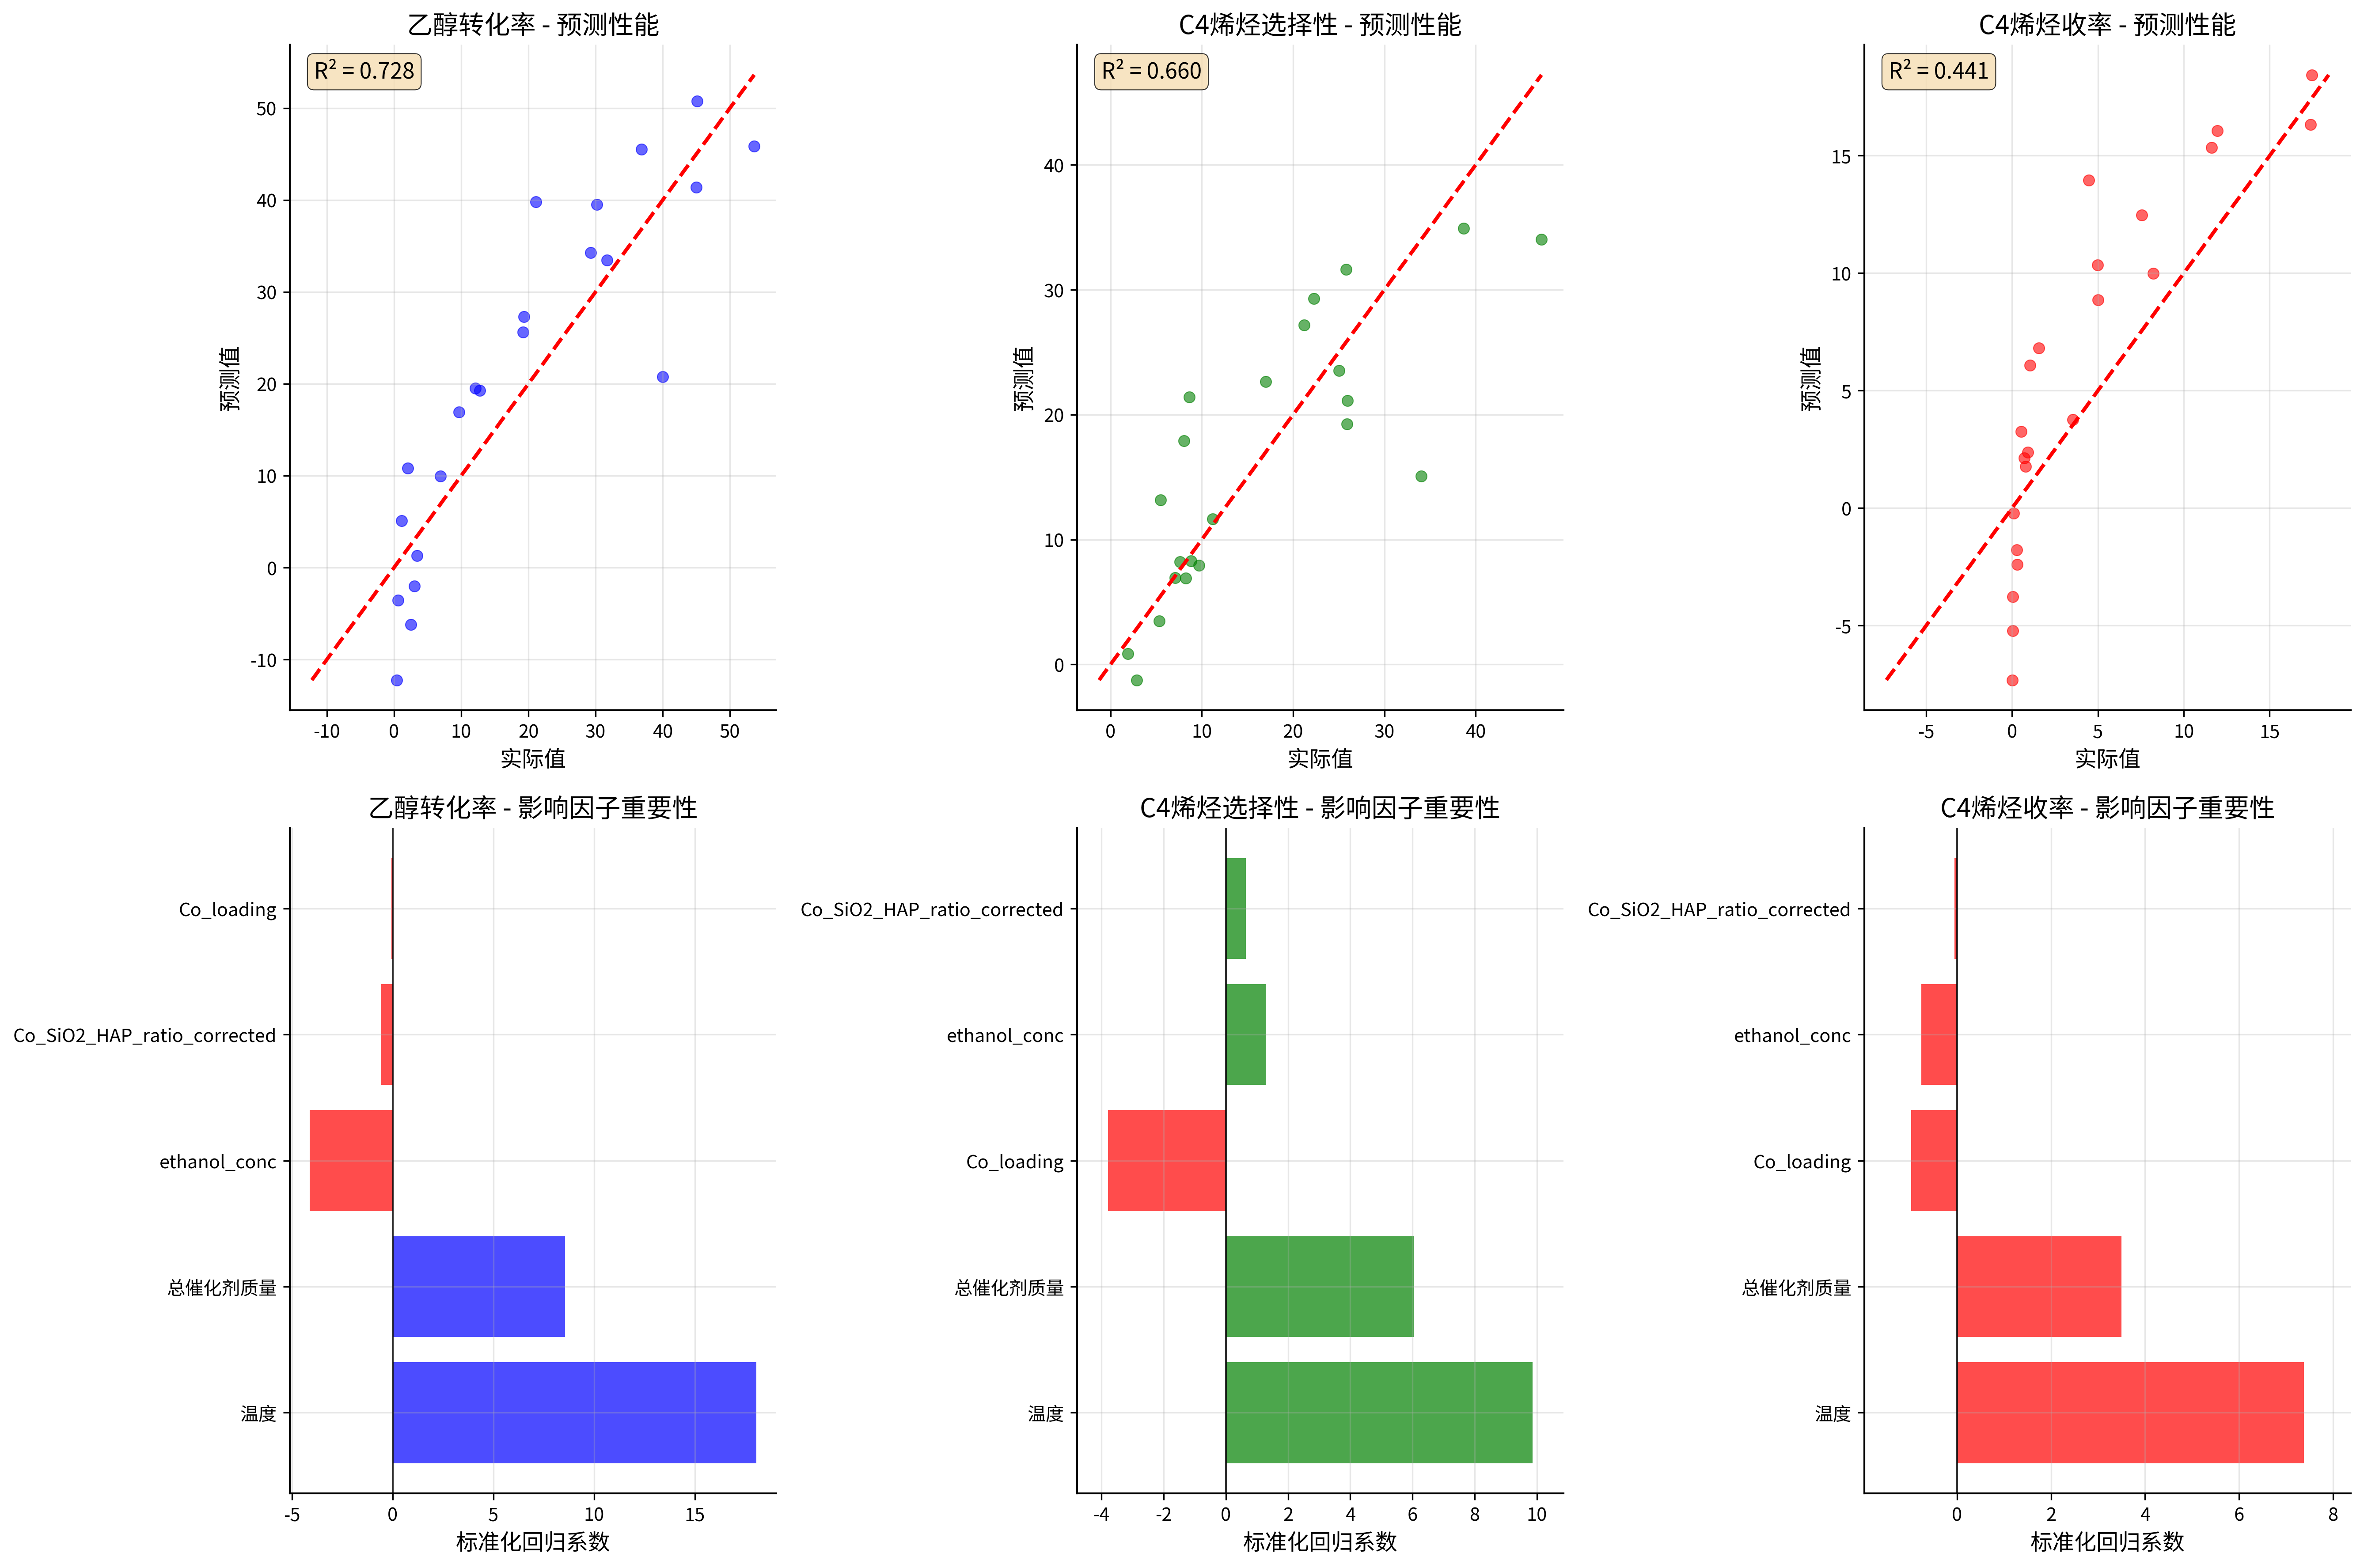 乙醇转化率 - 预测性能
R² = 0.728
预测值
50
40
30
20
10
0
-10
-10 0 10 20 30 40 50
实际值
C4烯烃选择性 - 预测性能
R² = 0.660
预测值
40
30
20
10
0
0 10 20 30 40
实际值
C4烯烃收率 - 预测性能
R² = 0.441
预测值
15
10
5
0
-5
-5 0 5 10 15
实际值
乙醇转化率 - 影响因子重要性
Co_loading
Co_SiO2_HAP_ratio_corrected
ethanol_conc
总催化剂质量
温度
-5 0 5 10 15
标准化回归系数
C4烯烃选择性 - 影响因子重要性
Co_SiO2_HAP_ratio_corrected
ethanol_conc
Co_loading
总催化剂质量
温度
-4 -2 0 2 4 6 8 10
标准化回归系数
C4烯烃收率 - 影响因子重要性
Co_SiO2_HAP_ratio_corrected
ethanol_conc
Co_loading
总催化剂质量
温度
0 2 4 6 8
标准化回归系数